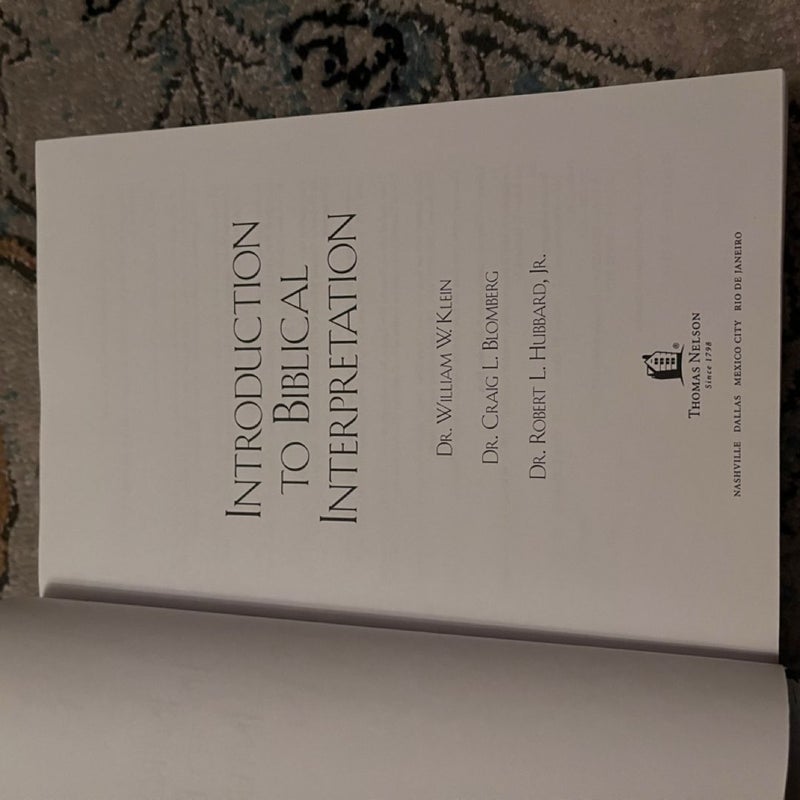 INTRODUCTION
TO BIBLICAL
INTERPRETATION
DR. WILLIAM W. KLEIN
DR. CRAIG L. BLOMBERG
DR. ROBERT L. HUBBARD, JR.
®
THOMAS NELSON
Since 1798
NASHVILLE DALLAS MEXICO CITY RIO DE JANEIRO